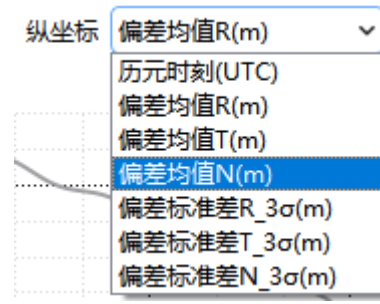 纵坐标 偏差均值R(m)
历元时刻(UTC)
偏差均值R(m)
偏差均值T(m)
偏差均值N(m)
偏差标准差R_3σ(m)
偏差标准差T_3σ(m)
偏差标准差N_3σ(m)